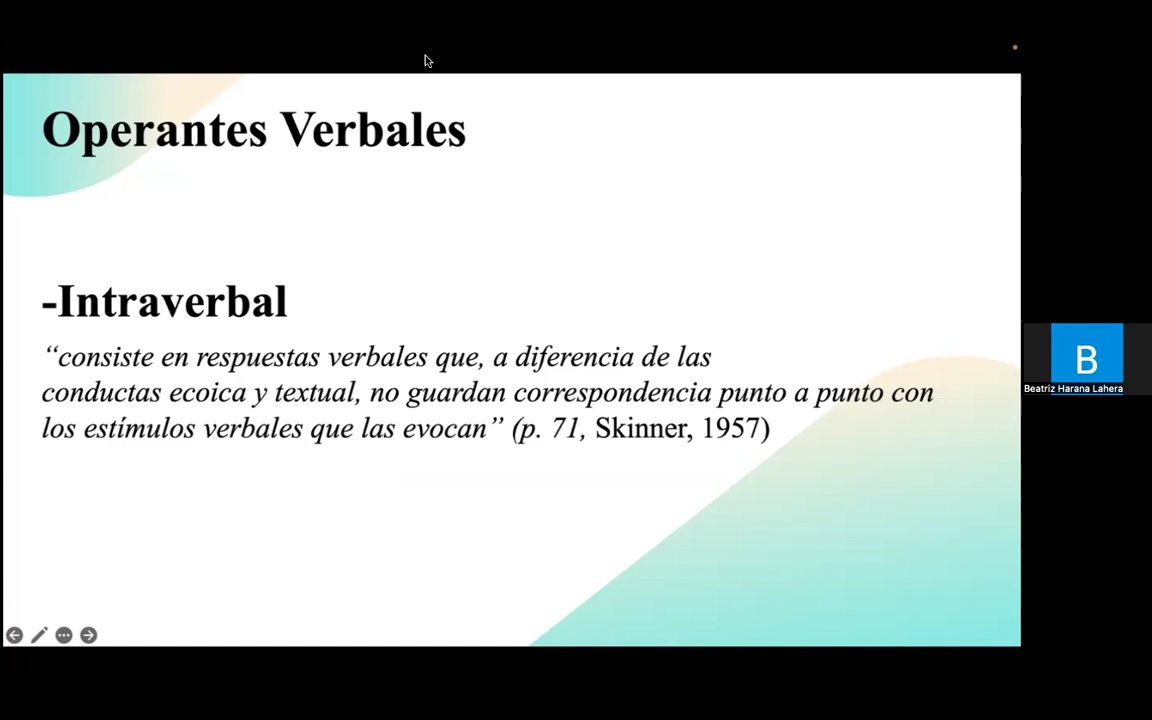 Operantes Verbales
-Intraverbal
“consiste en respuestas verbales que, a diferencia de las
conductas ecoica y textual, no guardan correspondencia punto a punto con
los estímulos verbales que las evocan” (p. 71, Skinner, 1957)
B
Beatriz Harana Lahera